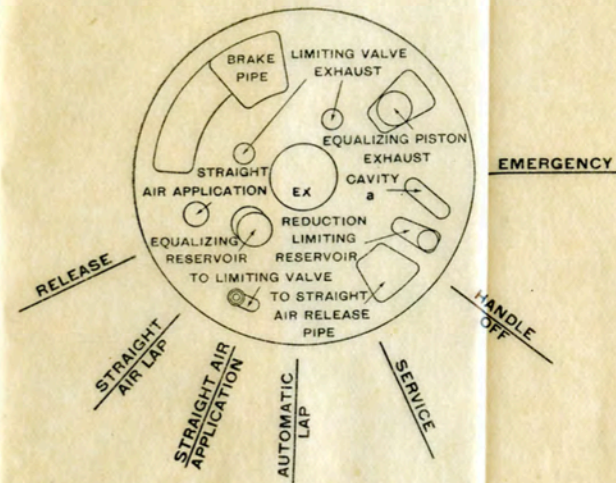 BRAKE
PIPE
LIMITING VALVE
EXHAUST
EQUALIZING PISTON
EXHAUST
STRAIGHT
AIR APPLICATION
EX
CAVITY
a
EQUALIZING
RESERVOIR
REDUCTION
LIMITING
RESERVOIR
TO LIMITING VALVE
TO STRAIGHT
AIR RELEASE
PIPE
EMERGENCY
RELEASE
STRAIGHT
AIR LAP
STRAIGHT AIR
APPLICATION
AUTOMATIC
LAP
SERVICE
HANDLE
OFF